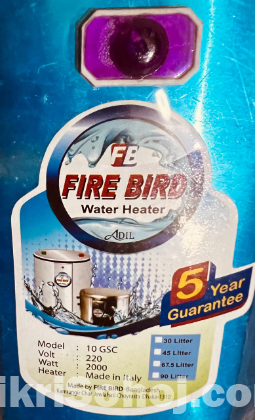 FB
FIRE BIRD
Water Heater
ADIL
5 Year
Guarantee
Model : 10 GSC
Volt : 220
Watt : 2000
Heater : Made in Italy
30 Litter
45 Litter
67.5 Litter
90 Litter
Made by FIRE BIRD Bangladesh